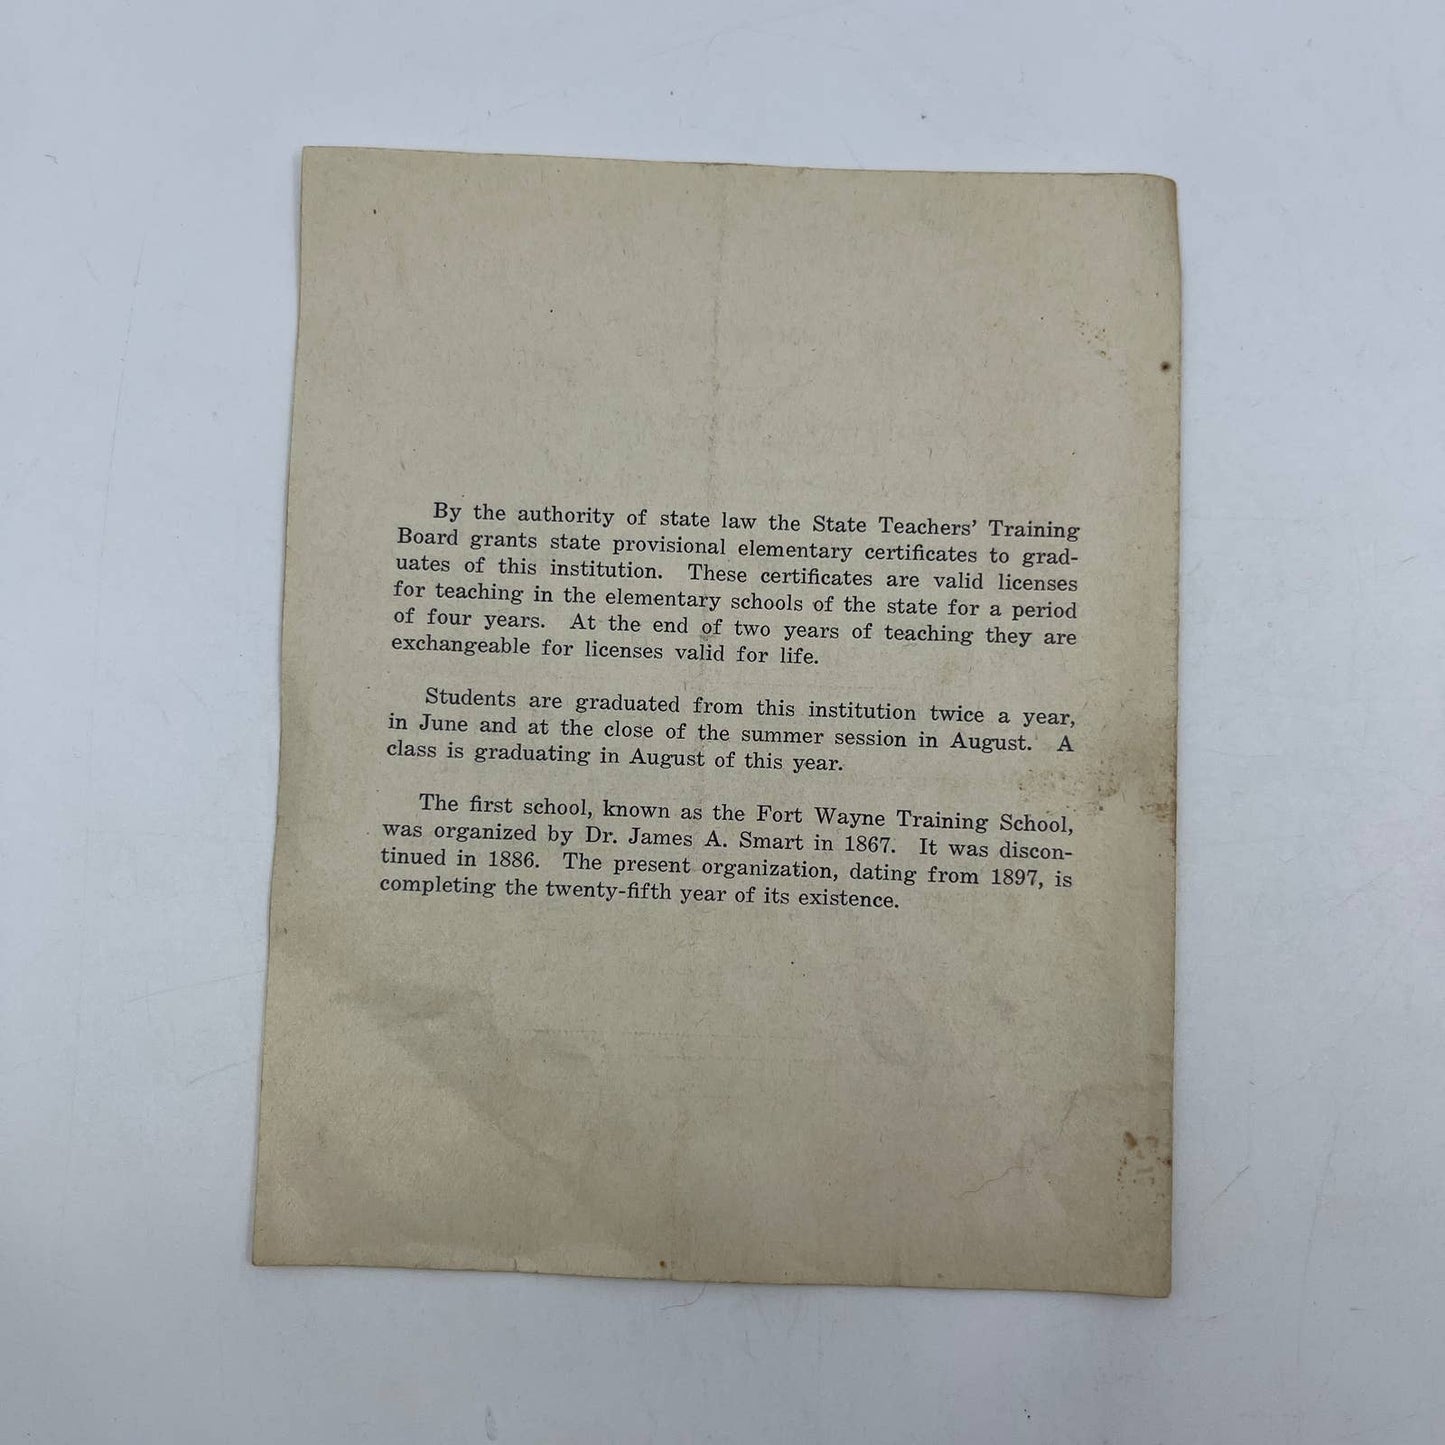 By the authority of state law the State Teachers' Training
Board grants state provisional elementary certificates to grad-
uates of this institution. These certificates are valid licenses
for teaching in the elementary schools of the state for a period
of four years. At the end of two years of teaching they are
exchangeable for licenses valid for life.
Students are graduated from this institution twice a year,
in June and at the close of the summer session in August. A
class is graduating in August of this year.
The first school, known as the Fort Wayne Training School,
was organized by Dr. James A. Smart in 1867. It was discon-
tinued in 1886. The present organization, dating from 1897, is
completing the twenty-fifth year of its existence.